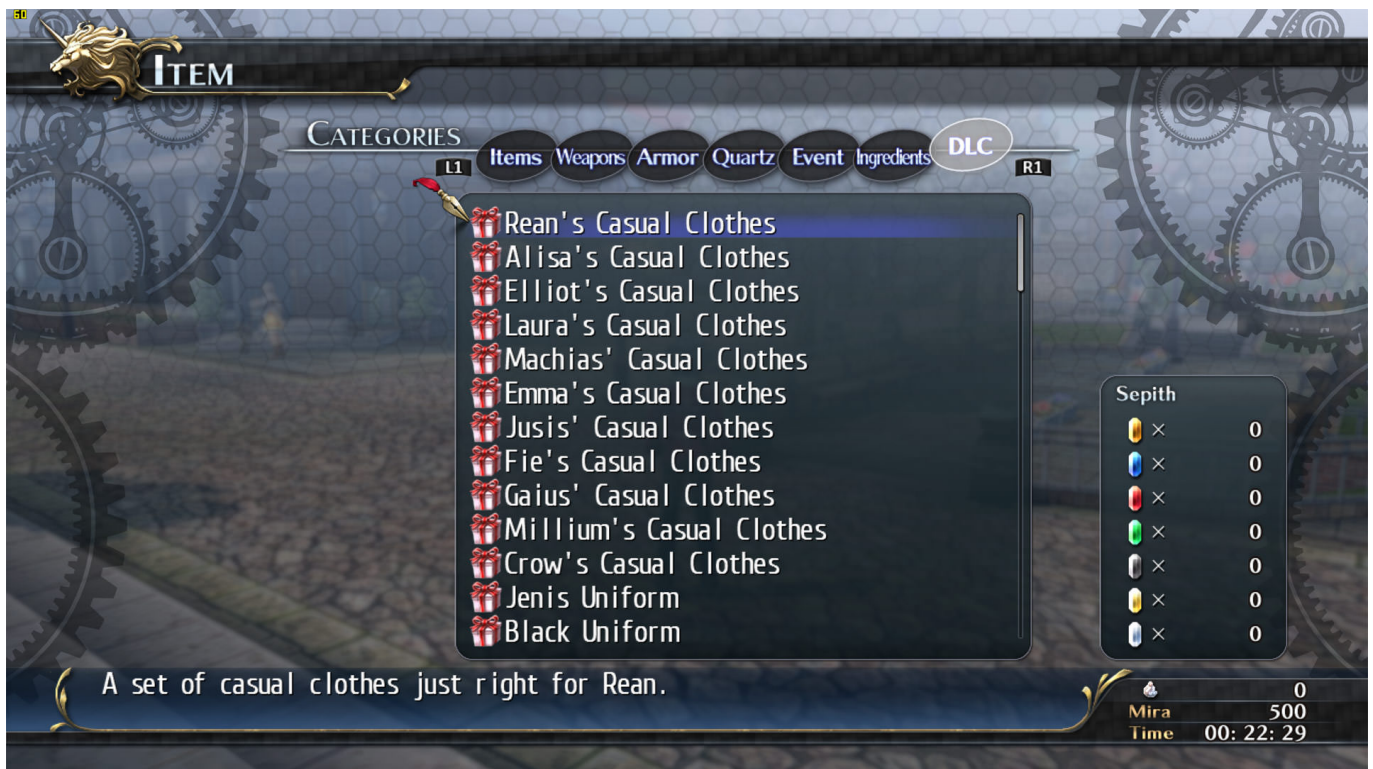 60
ITEM
CATEGORIES
L1
Items
Weapons
Armor
Quartz
Event
Ingredients
DLC
R1
Rean's Casual Clothes
Alisa's Casual Clothes
Elliot's Casual Clothes
Laura's Casual Clothes
Machias' Casual Clothes
Emma's Casual Clothes
Jusis' Casual Clothes
Fie's Casual Clothes
Gaius' Casual Clothes
Millium's Casual Clothes
Crow's Casual Clothes
Jenis Uniform
Black Uniform
Sepith
× 0
× 0
× 0
× 0
× 0
× 0
× 0
A set of casual clothes just right for Rean.
0
Mira 500
Time 00: 22: 29